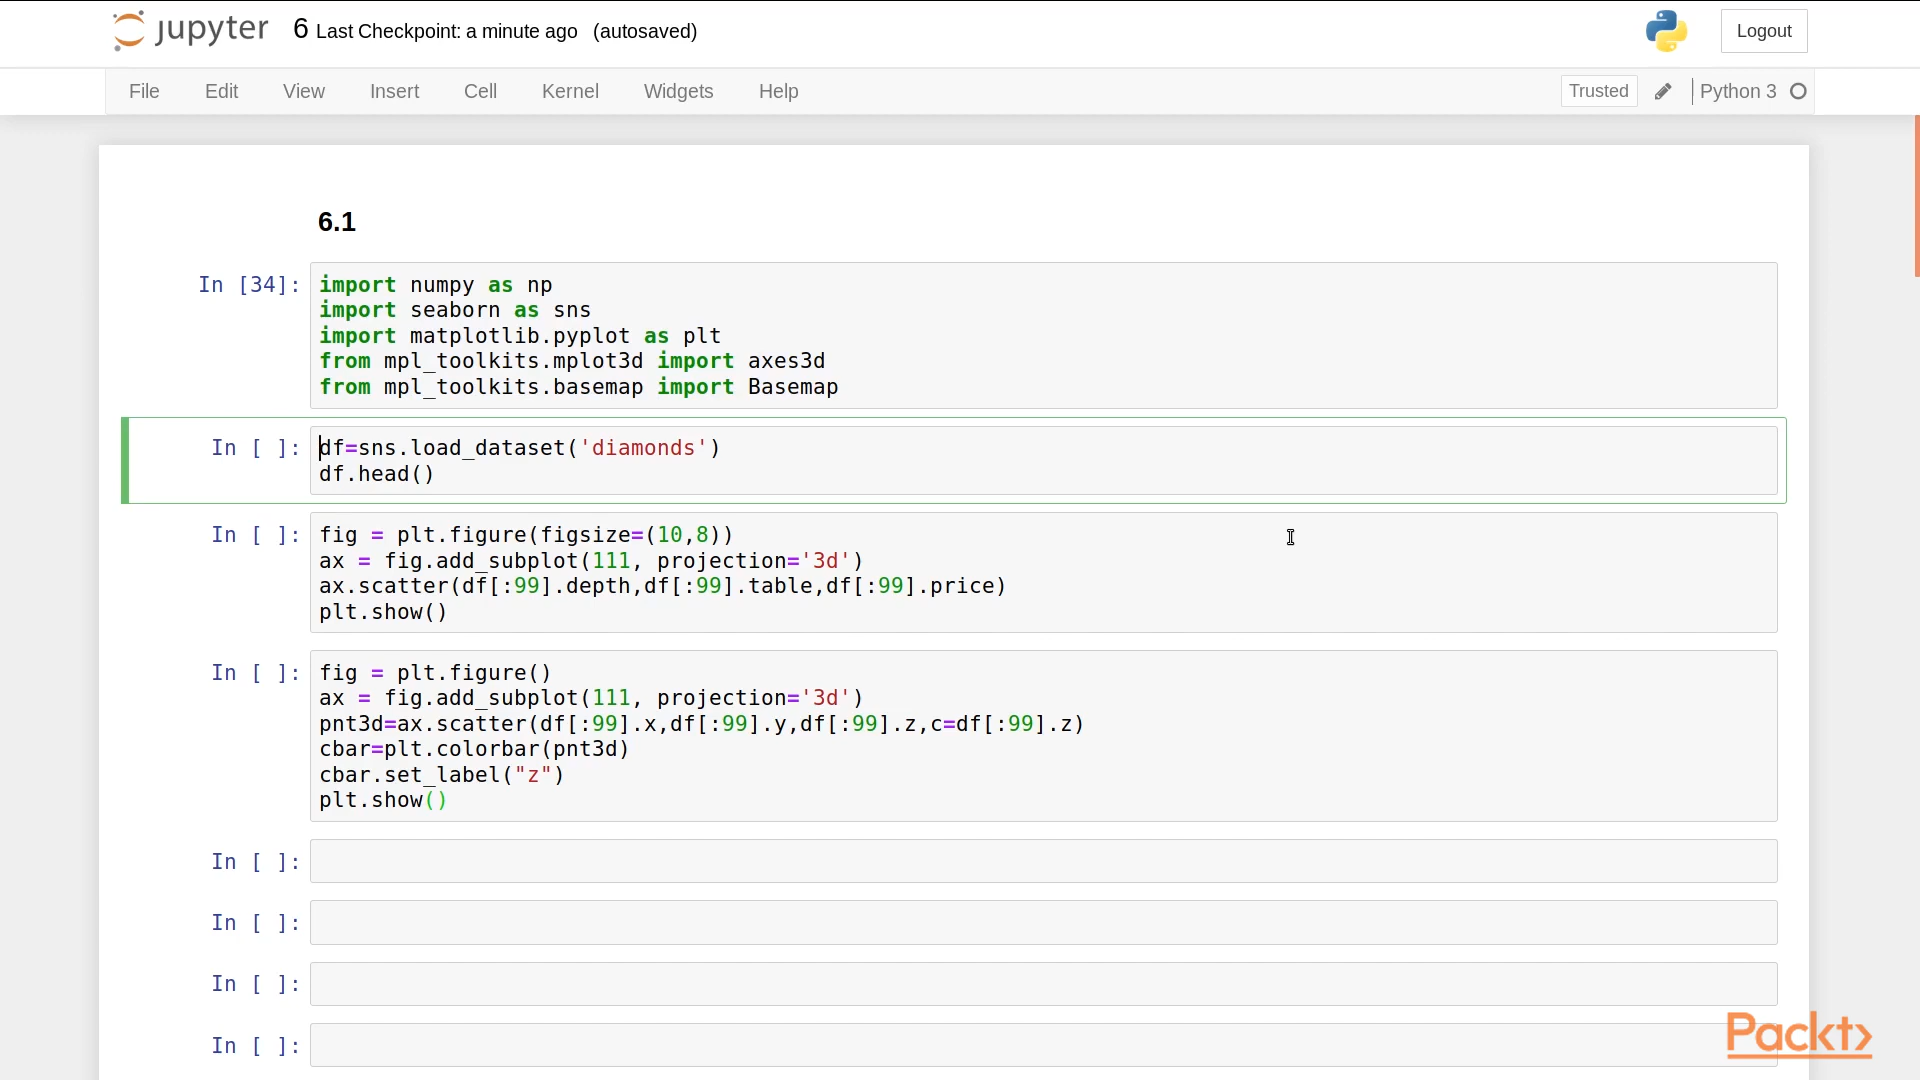 jupyter 6 Last Checkpoint: a minute ago (autosaved) Logout
File Edit View Insert Cell Kernel Widgets Help Trusted Python 3
6.1
In [34]: import numpy as np
import seaborn as sns
import matplotlib.pyplot as plt
from mpl_toolkits.mplot3d import axes3d
from mpl_toolkits.basemap import Basemap
In [ ]: df=sns.load_dataset('diamonds')
df.head()
In [ ]: fig = plt.figure(figsize=(10,8))
ax = fig.add_subplot(111, projection='3d')
ax.scatter(df[:99].depth,df[:99].table,df[:99].price)
plt.show()
In [ ]: fig = plt.figure()
ax = fig.add_subplot(111, projection='3d')
pnt3d=ax.scatter(df[:99].x,df[:99].y,df[:99].z,c=df[:99].z)
cbar=plt.colorbar(pnt3d)
cbar.set_label("z")
plt.show()
In [ ]:
In [ ]:
In [ ]:
In [ ]:
Packt>